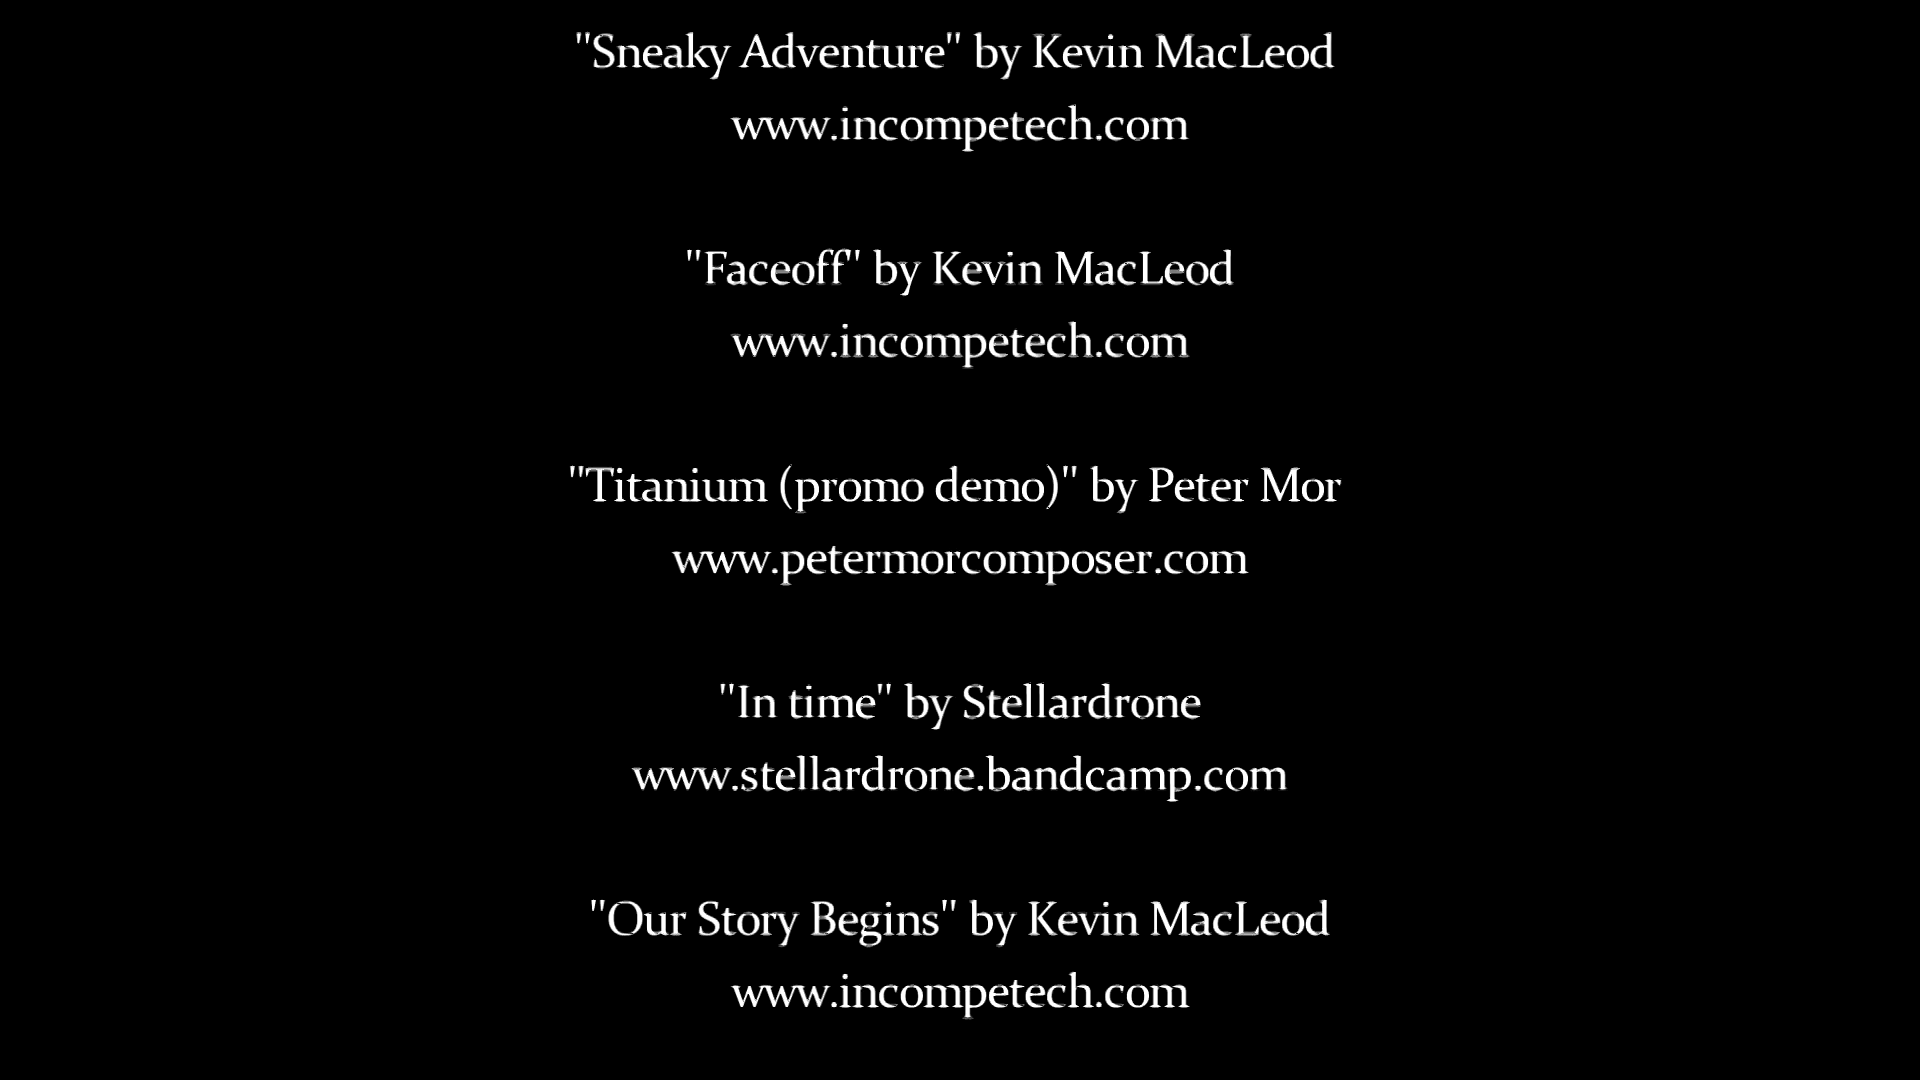 "Sneaky Adventure" by Kevin MacLeod
www.incompetech.com
"Faceoff" by Kevin MacLeod
www.incompetech.com
"Titanium (promo demo)" by Peter Mor
www.petermorcomposer.com
"In time" by Stellardrone
www.stellardrone.bandcamp.com
"Our Story Begins" by Kevin MacLeod
www.incompetech.com